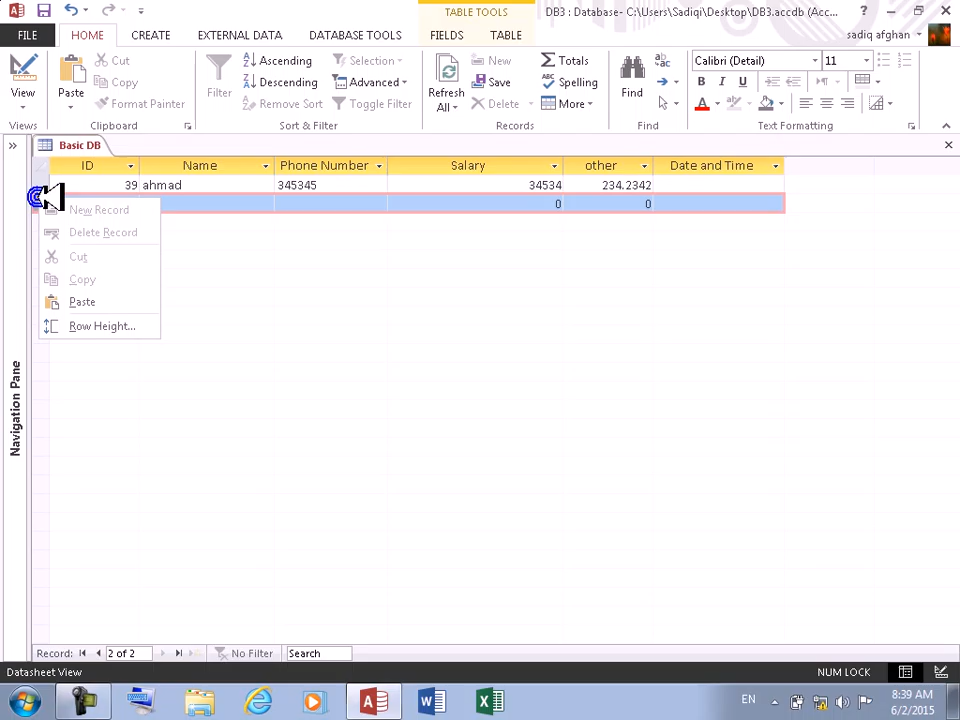 TABLE TOOLS
DB3 : Database- C:\Users\Sadiqi\Desktop\DB3.accdb (Acc...
?
FILE
HOME
CREATE
EXTERNAL DATA
DATABASE TOOLS
FIELDS
TABLE
sadiq afghan
View
Views
Paste
Cut
Copy
Format Painter
Clipboard
Filter
Ascending
Descending
Remove Sort
Selection
Advanced
Toggle Filter
Sort & Filter
Refresh
All
New
Save
Delete
Totals
Spelling
More
Records
Find
Find
Calibri (Detail)
11
B I U
A
Text Formatting
Basic DB
ID Name Phone Number Salary other Date and Time
39 ahmad 345345 34534 234.2342
0 0
New Record
Delete Record
Cut
Copy
Paste
Row Height...
Navigation Pane
Record: 2 of 2 No Filter Search
Datasheet View
NUM LOCK
EN
8:39 AM
6/2/2015